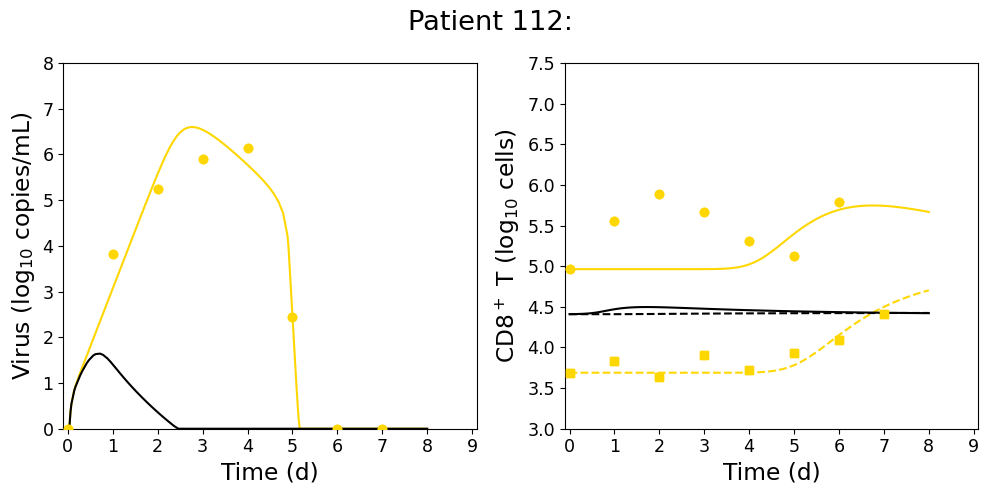 Patient 112:
Virus (log₁₀ copies/mL)
8
7
6
5
4
3
2
1
0
0 1 2 3 4 5 6 7 8 9
Time (d)
CD8⁺ T (log₁₀ cells)
7.5
7.0
6.5
6.0
5.5
5.0
4.5
4.0
3.5
3.0
0 1 2 3 4 5 6 7 8 9
Time (d)